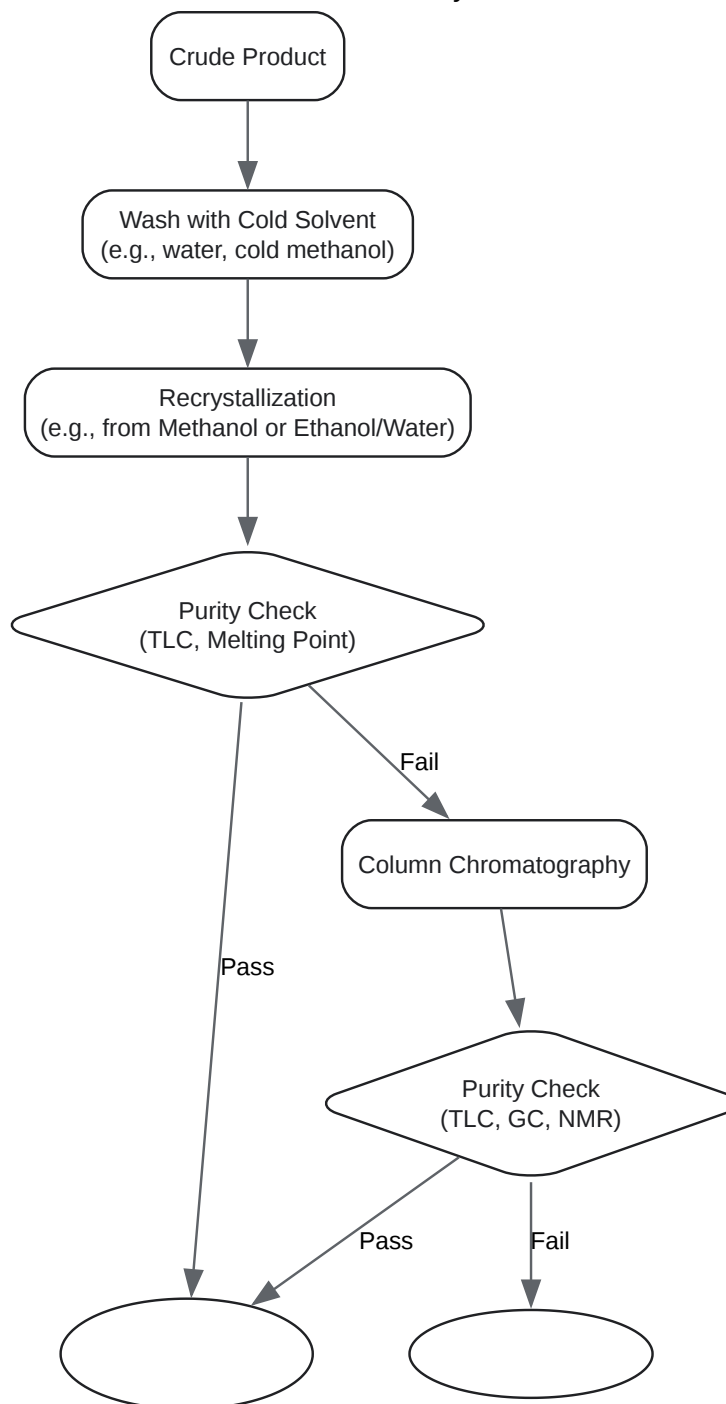 Crude Product
Wash with Cold Solvent
(e.g., water, cold methanol)
Recrystallization
(e.g., from Methanol or Ethanol/Water)
Purity Check
(TLC, Melting Point)
Fail
Column Chromatography
Pass
Purity Check
(TLC, GC, NMR)
Pass
Fail